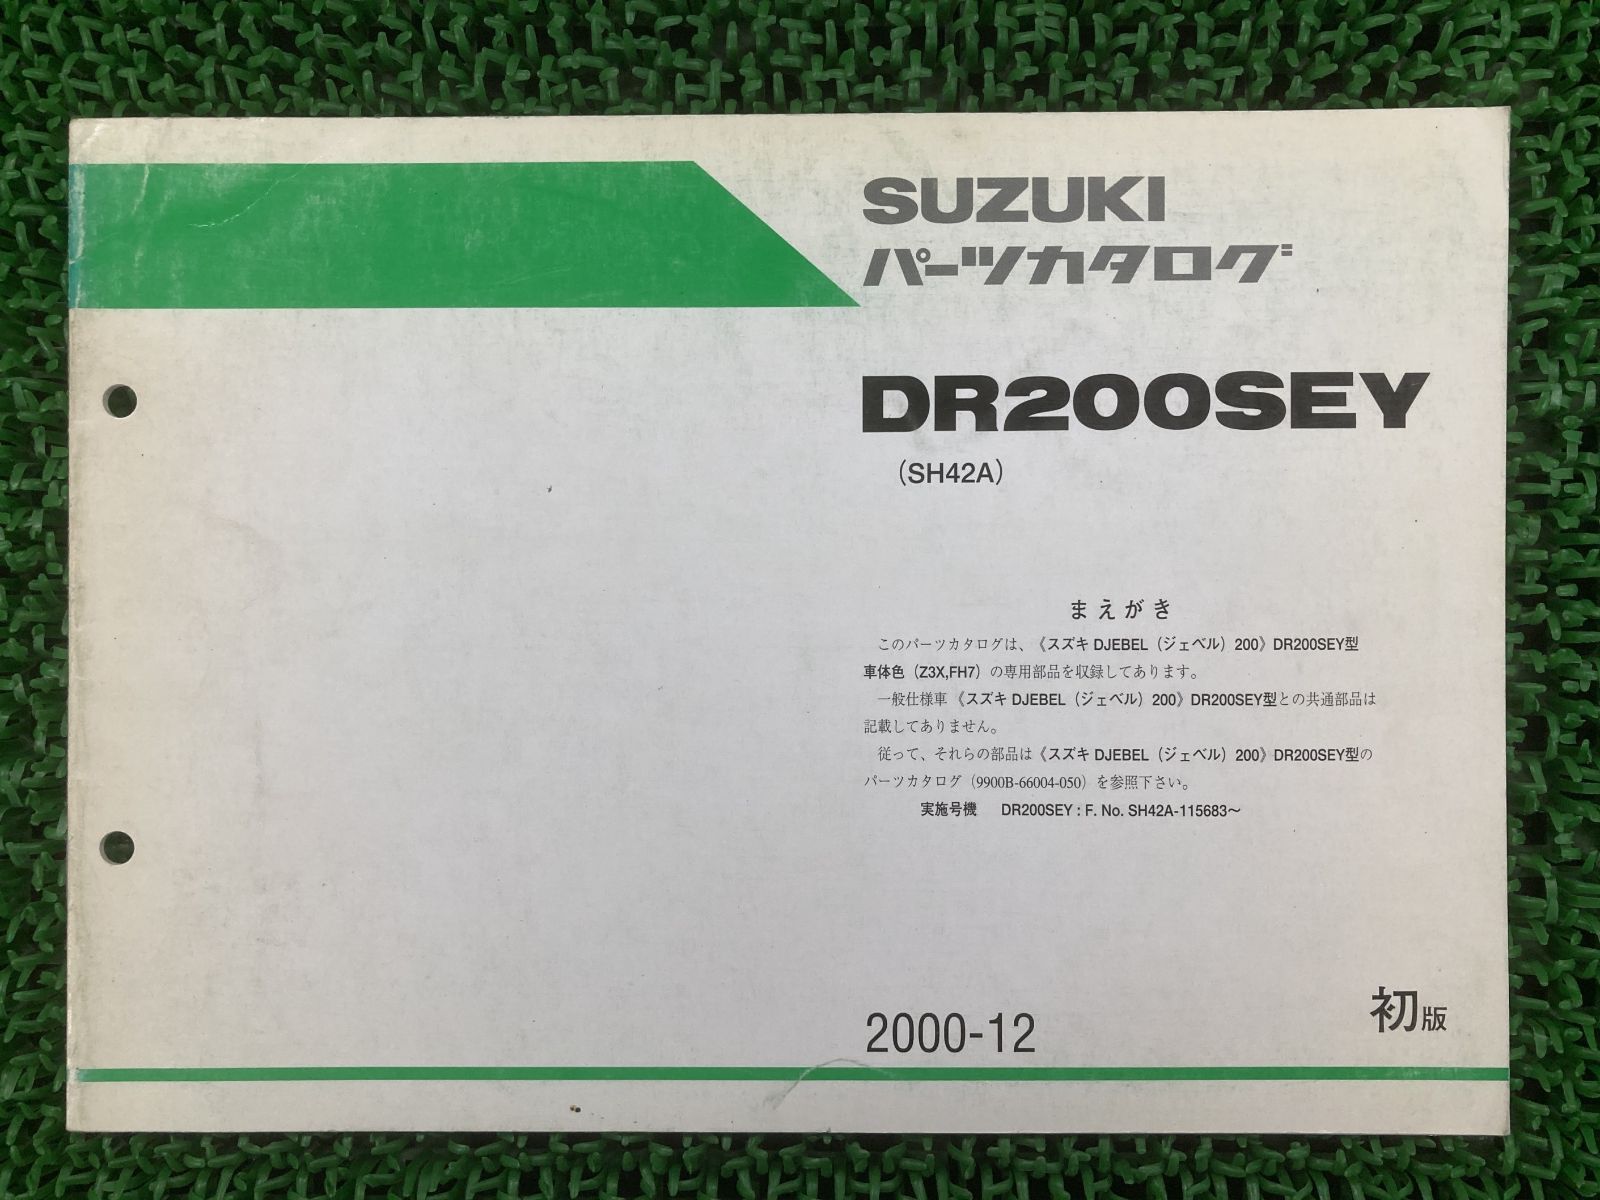 SUZUKI
パーツカタログ
DR200SEY
(SH42A)
まえがき
このパーツカタログは、《スズキ DJEBEL（ジェベル）200》DR200SEY型
車体色（Z3X,FH7）の専用部品を収録してあります。
一般仕様車《スズキ DJEBEL（ジェベル）200》DR200SEY型との共通部品は
記載してありません。
従って、それらの部品は《スズキ DJEBEL（ジェベル）200》DR200SEY型の
パーツカタログ（9900B-66004-050）を参照下さい。
実施号機 DR200SEY : F. No. SH42A-115683～
2000-12
初版